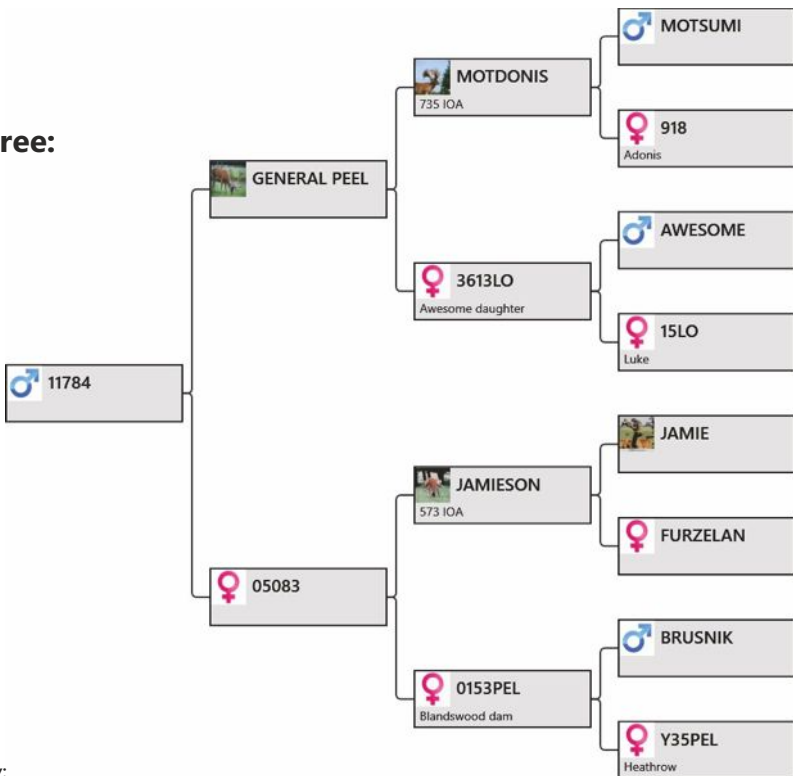 ree:
11784
GENERAL PEEL
05083
MOTDONIS
735 IOA
3613LO
Awesome daughter
JAMIESON
573 IOA
0153PEL
Blandswood dam
MOTSUMI
918
Adonis
AWESOME
15LO
Luke
JAMIE
FURZELAN
BRUSNIK
Y35PEL
Heathrow